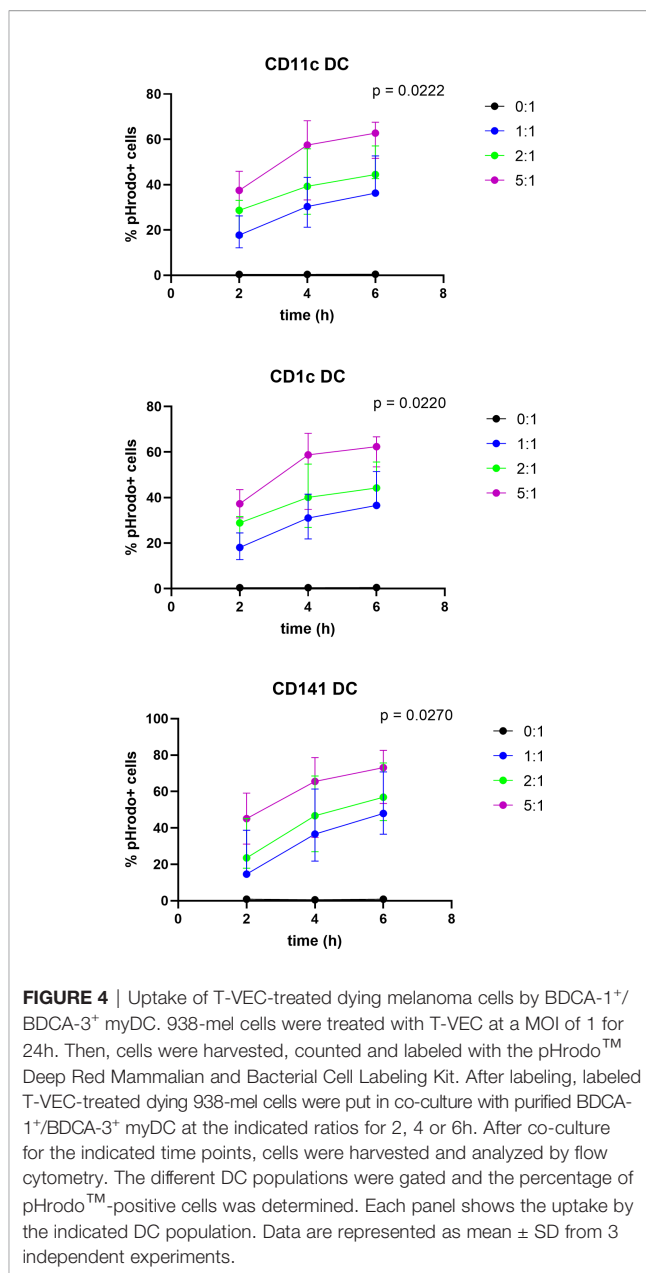 CD11c DC
p = 0.0222
80
60
40
20
0
% pHrodo+ cells
0 2 4 6 8
time (h)
0:1
1:1
2:1
5:1
CD1c DC
p = 0.0220
80
60
40
20
0
% pHrodo+ cells
0 2 4 6 8
time (h)
0:1
1:1
2:1
5:1
CD141 DC
p = 0.0270
100
80
60
40
20
0
% pHrodo+ cells
0 2 4 6 8
time (h)
0:1
1:1
2:1
5:1
FIGURE 4 | Uptake of T-VEC-treated dying melanoma cells by BDCA-1⁺/
BDCA-3⁺ myDC. 938-mel cells were treated with T-VEC at a MOI of 1 for
24h. Then, cells were harvested, counted and labeled with the pHrodo™
Deep Red Mammalian and Bacterial Cell Labeling Kit. After labeling, labeled
T-VEC-treated dying 938-mel cells were put in co-culture with purified BDCA-
1⁺/BDCA-3⁺ myDC at the indicated ratios for 2, 4 or 6h. After co-culture
for the indicated time points, cells were harvested and analyzed by flow
cytometry. The different DC populations were gated and the percentage of
pHrodo™-positive cells was determined. Each panel shows the uptake by
the indicated DC population. Data are represented as mean ± SD from 3
independent experiments.